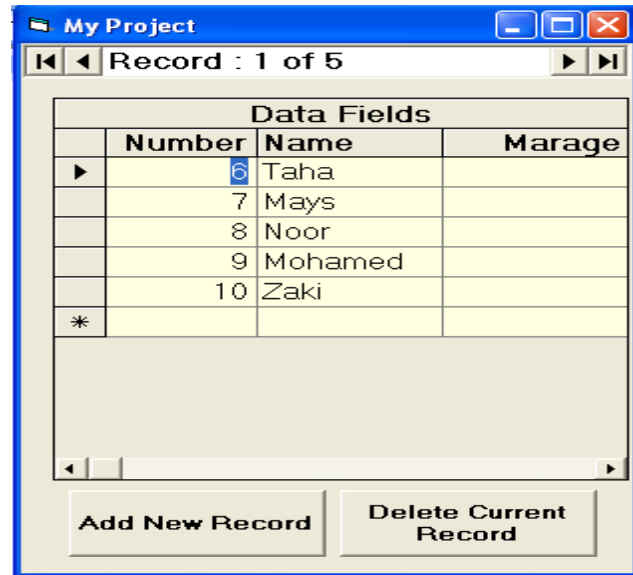 My Project
Record : 1 of 5
Data Fields
Number Name Marage
6 Taha
7 Mays
8 Noor
9 Mohamed
10 Zaki
*
Add New Record
Delete Current
Record